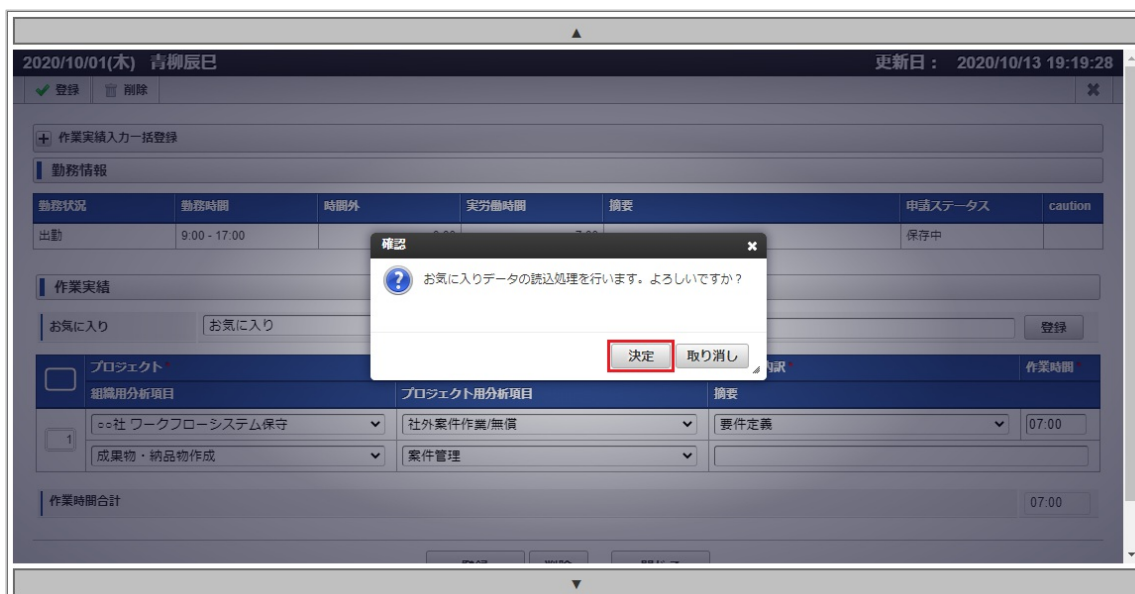 ▲
2020/10/01(木) 青柳辰巳 更新日： 2020/10/13 19:19:28
登録 削除
作業実績入力一括登録
勤務情報
勤務状況 勤務時間 時間外 実労働時間 摘要 申請ステータス caution
出勤 9:00 - 17:00 保存中
確認
お気に入りデータの読込処理を行います。よろしいですか？
決定 取り消し
作業実績
お気に入り お気に入り 登録
プロジェクト* 内訳* 作業時間*
組織用分析項目 プロジェクト用分析項目 摘要
1
○○社 ワークフローシステム保守 社外案件作業/無償 要件定義 07:00
成果物・納品物作成 案件管理
作業時間合計 07:00
▼